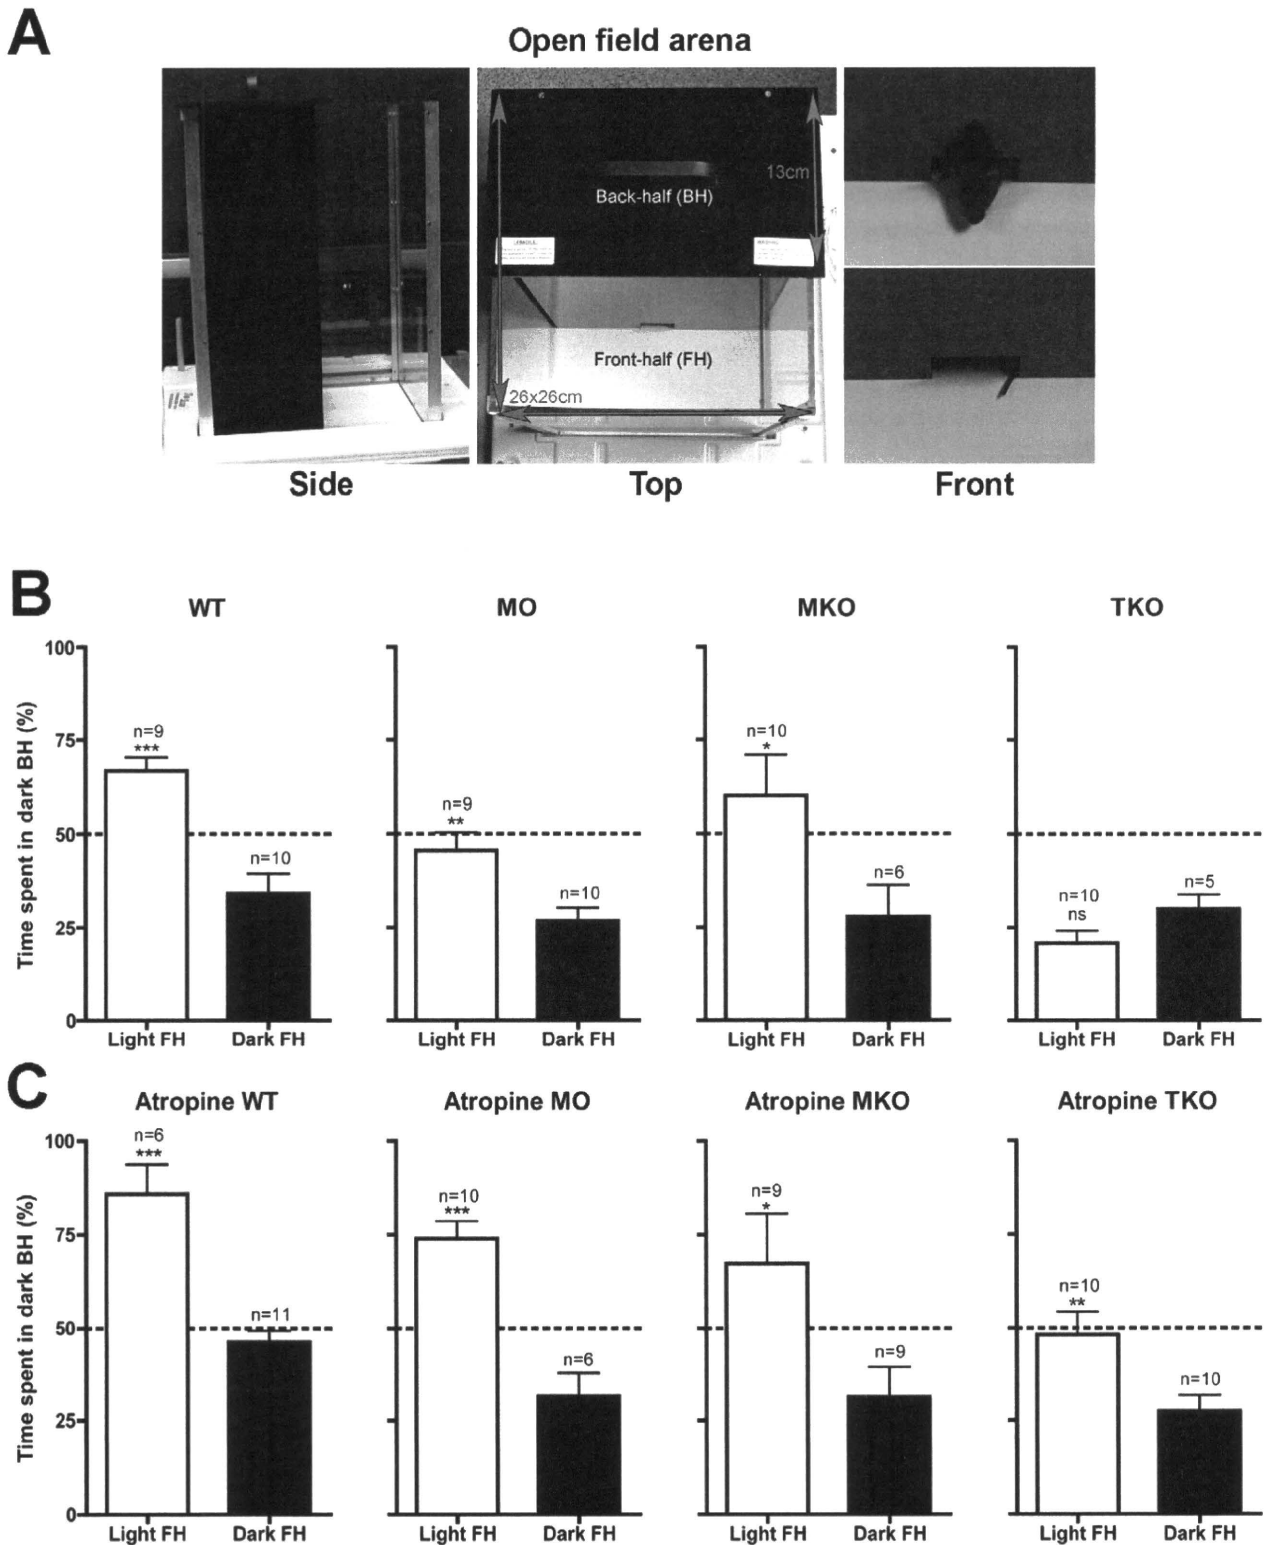 A
Open field arena
13cm
Back-half (BH)
Front-half (FH)
26x26cm
Side
Top
Front
B
WT
MO
MKO
TKO
Time spent in dark BH (%)
100
75
50
25
0
n=9
***
n=10
n=9
**
n=10
n=10
*
n=6
n=10
ns
n=5
Light FH
Dark FH
Light FH
Dark FH
Light FH
Dark FH
Light FH
Dark FH
C
Atropine WT
Atropine MO
Atropine MKO
Atropine TKO
Time spent in dark BH (%)
100
75
50
25
0
n=6
***
n=11
n=10
***
n=6
n=9
*
n=9
n=10
**
n=10
Light FH
Dark FH
Light FH
Dark FH
Light FH
Dark FH
Light FH
Dark FH